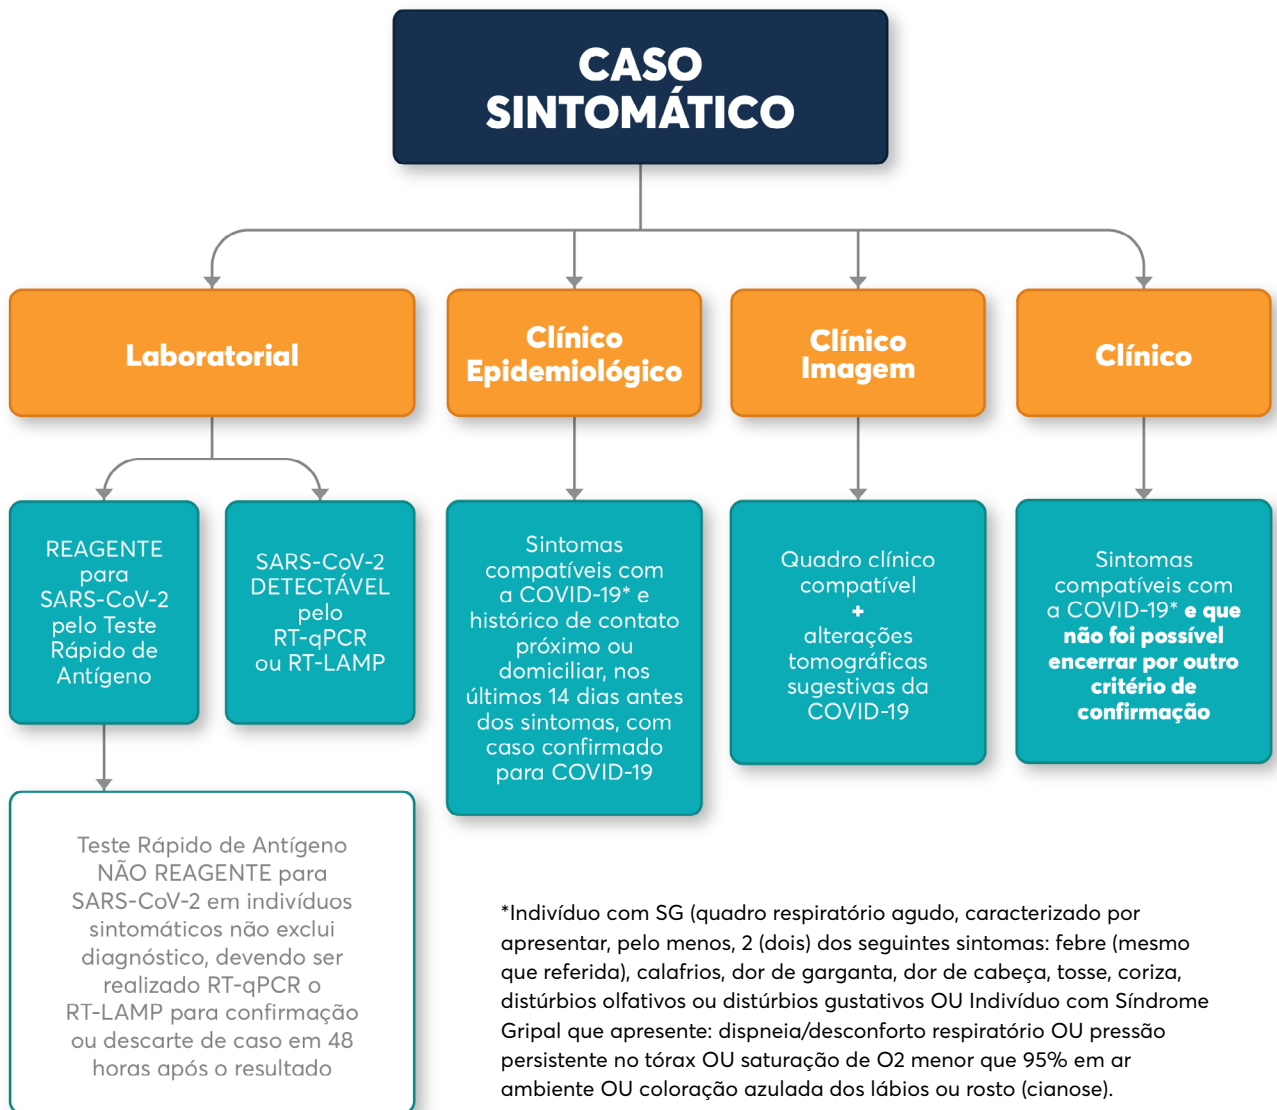 CASO
SINTOMÁTICO
Laboratorial
Clínico
Epidemiológico
Clínico
Imagem
Clínico
REAGENTE
para
SARS-CoV-2
pelo Teste
Rápido de
Antígeno
SARS-CoV-2
DETECTÁVEL
pelo
RT-qPCR
ou RT-LAMP
Sintomas
compatíveis com
a COVID-19* e
histórico de contato
próximo ou
domiciliar, nos
últimos 14 dias antes
dos sintomas, com
caso confirmado
para COVID-19
Quadro clínico
compatível
+
alterações
tomográficas
sugestivas da
COVID-19
Sintomas
compatíveis com
a COVID-19* e que
não foi possível
encerrar por outro
critério de
confirmação
Teste Rápido de Antígeno
NÃO REAGENTE para
SARS-CoV-2 em indivíduos
sintomáticos não exclui
diagnóstico, devendo ser
realizado RT-qPCR o
RT-LAMP para confirmação
ou descarte de caso em 48
horas após o resultado
*Indivíduo com SG (quadro respiratório agudo, caracterizado por
apresentar, pelo menos, 2 (dois) dos seguintes sintomas: febre (mesmo
que referida), calafrios, dor de garganta, dor de cabeça, tosse, coriza,
distúrbios olfativos ou distúrbios gustativos OU Indivíduo com Síndrome
Gripal que apresente: dispneia/desconforto respiratório OU pressão
persistente no tórax OU saturação de O2 menor que 95% em ar
ambiente OU coloração azulada dos lábios ou rosto (cianose).